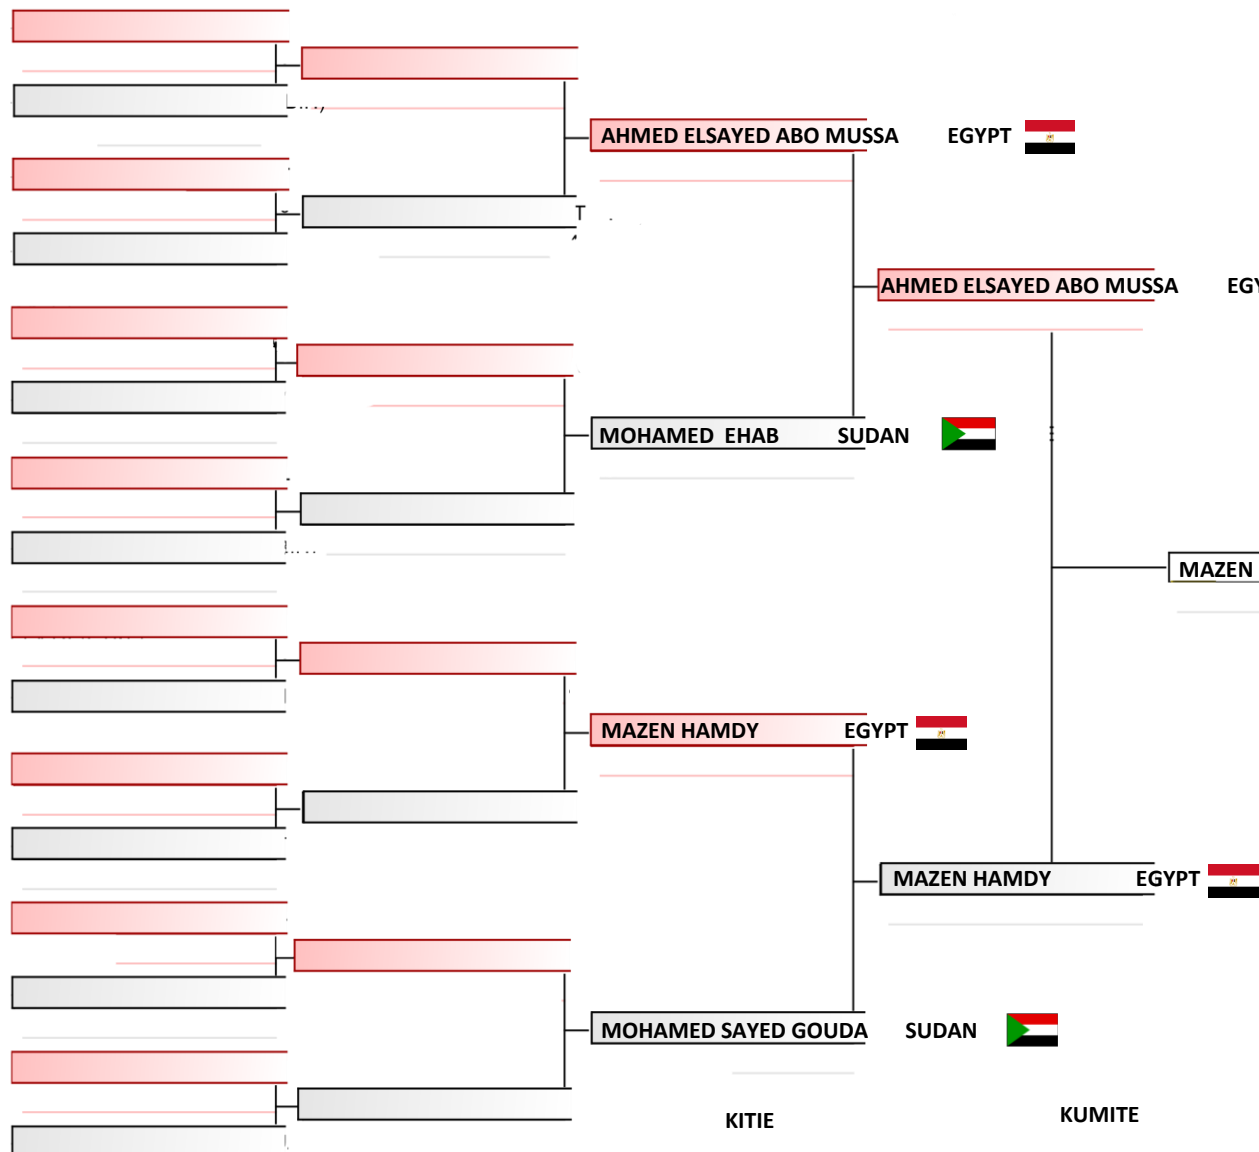 AHMED ELSAYED ABO MUSSA EGYPT
AHMED ELSAYED ABO MUSSA EGY
MOHAMED EHAB SUDAN
MAZEN
MAZEN HAMDY EGYPT
MAZEN HAMDY EGYPT
MOHAMED SAYED GOUDA SUDAN
KITIE KUMITE